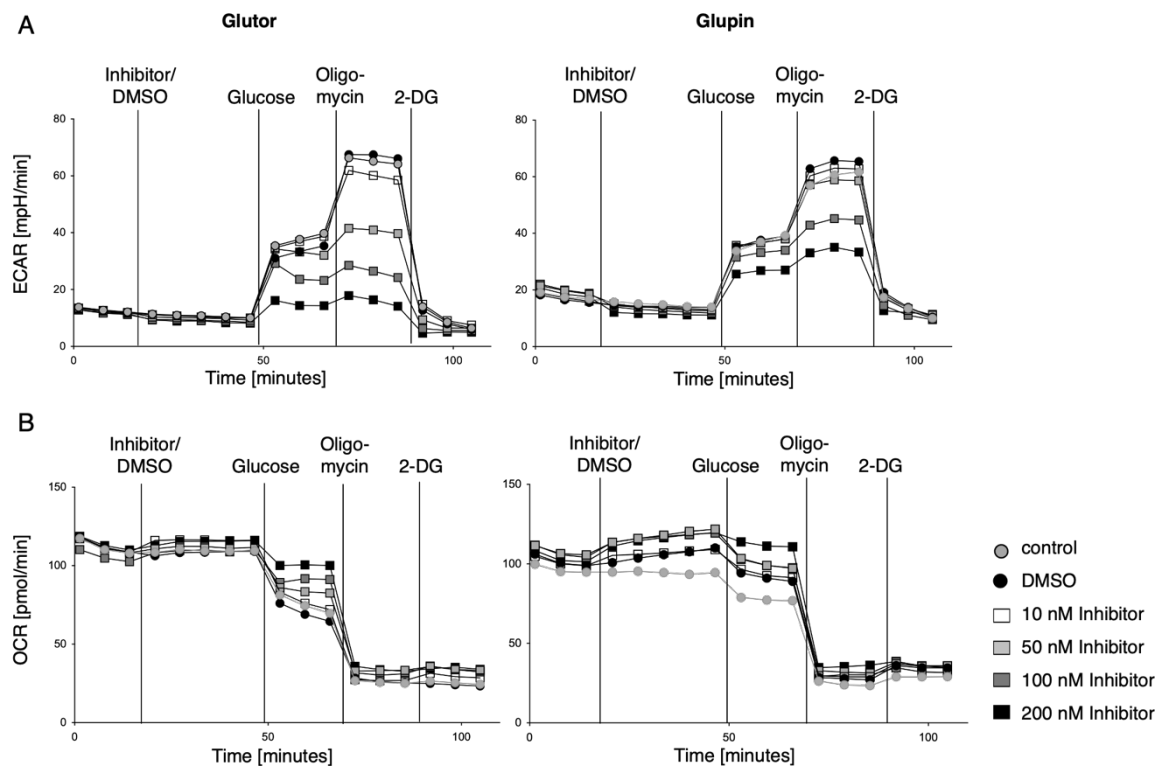 A
Glutor
Glupin
Inhibitor/
DMSO
Glucose
Oligo-
mycin
2-DG
Inhibitor/
DMSO
Glucose
Oligo-
mycin
2-DG
ECAR [mpH/min]
80
60
40
20
0
0
50
100
Time [minutes]
80
60
40
20
0
0
50
100
Time [minutes]
B
Inhibitor/
DMSO
Glucose
Oligo-
mycin
2-DG
Inhibitor/
DMSO
Glucose
Oligo-
mycin
2-DG
OCR [pmol/min]
150
100
50
0
0
50
100
Time [minutes]
150
100
50
0
0
50
100
Time [minutes]
control
DMSO
10 nM Inhibitor
50 nM Inhibitor
100 nM Inhibitor
200 nM Inhibitor